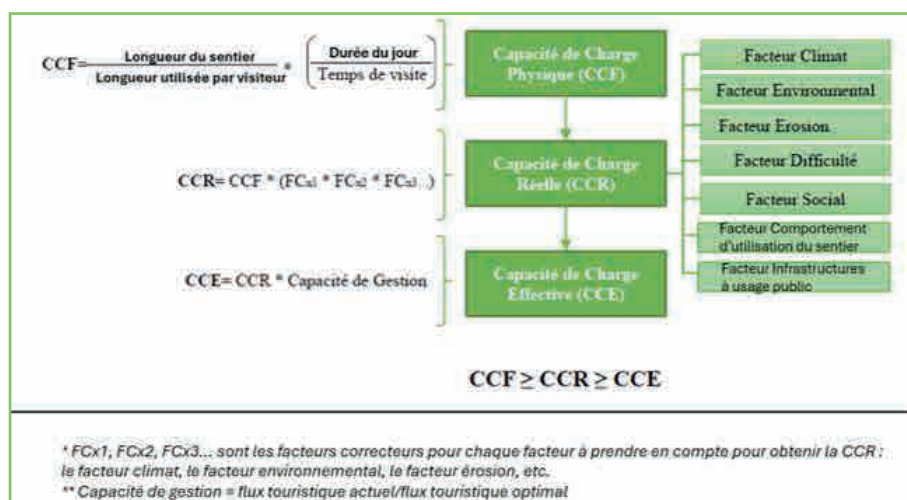 CCF= Longueur du sentier / Longueur utilisée par visiteur * (Durée du jour / Temps de visite)
Capacité de Charge
Physique (CCF)
CCR= CCF * (FCx1 * FCx2 * FCx3...)
Capacité de Charge
Réelle (CCR)
CCE= CCR * Capacité de Gestion
Capacité de Charge
Effective (CCE)
Facteur Climat
Facteur Environmental
Facteur Erosion
Facteur Difficulté
Facteur Social
Facteur Comportement
d'utilisation du sentier
Facteur Infrastructures
à usage public
CCF ≥ CCR ≥ CCE
* FCx1, FCx2, FCx3... sont les facteurs correcteurs pour chaque facteur à prendre en compte pour obtenir la CCR :
le facteur climat, le facteur environnemental, le facteur érosion, etc.
** Capacité de gestion = flux touristique actuel/flux touristique optimal